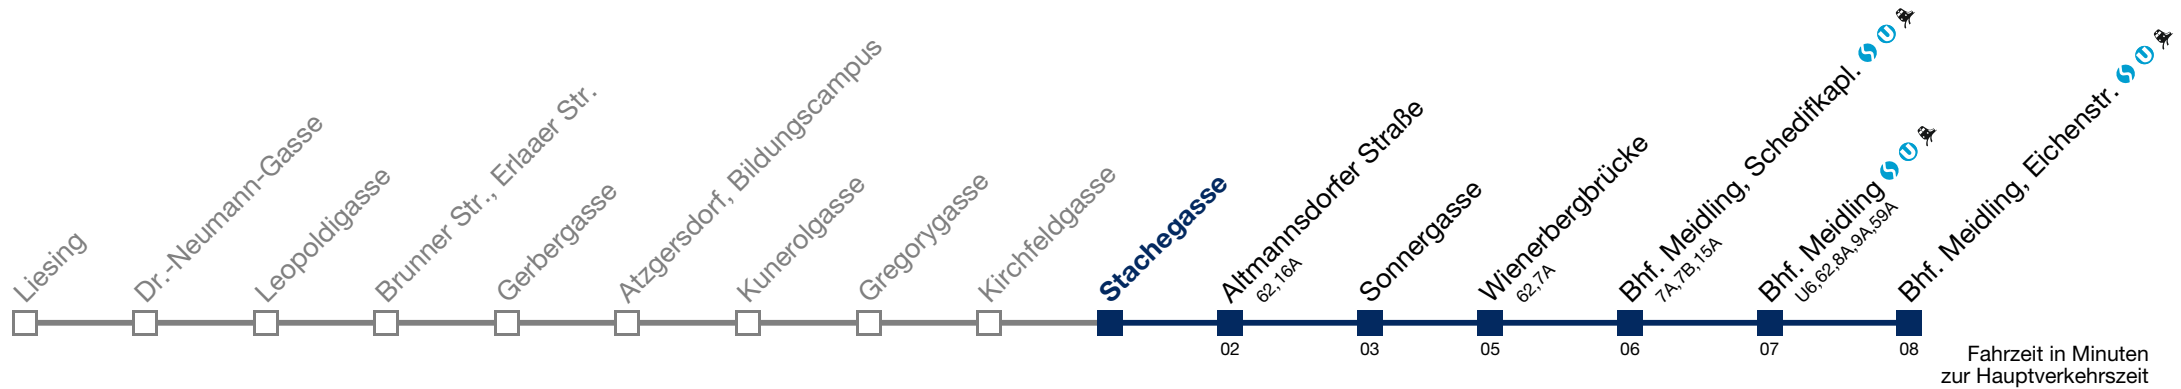 Liesing
Dr.-Neumann-Gasse
Leopoldigasse
Brunner Str., Erlaaer Str.
Gerbergasse
Atzgersdorf, Bildungscampus
Kunerolgasse
Gregorygasse
Kirchfeldgasse
Stachegasse
Altmannsdorfer Straße
62,16A
02
Sonnergasse
03
Wienerbergbrücke
62,7A
05
Bhf. Meidling, Schedifkapl. S U
7A,7B,15A
06
Bhf. Meidling S U
U6,62,8A,9A,59A
07
Bhf. Meidling, Eichenstr. S U
08
Fahrzeit in Minuten
zur Hauptverkehrszeit